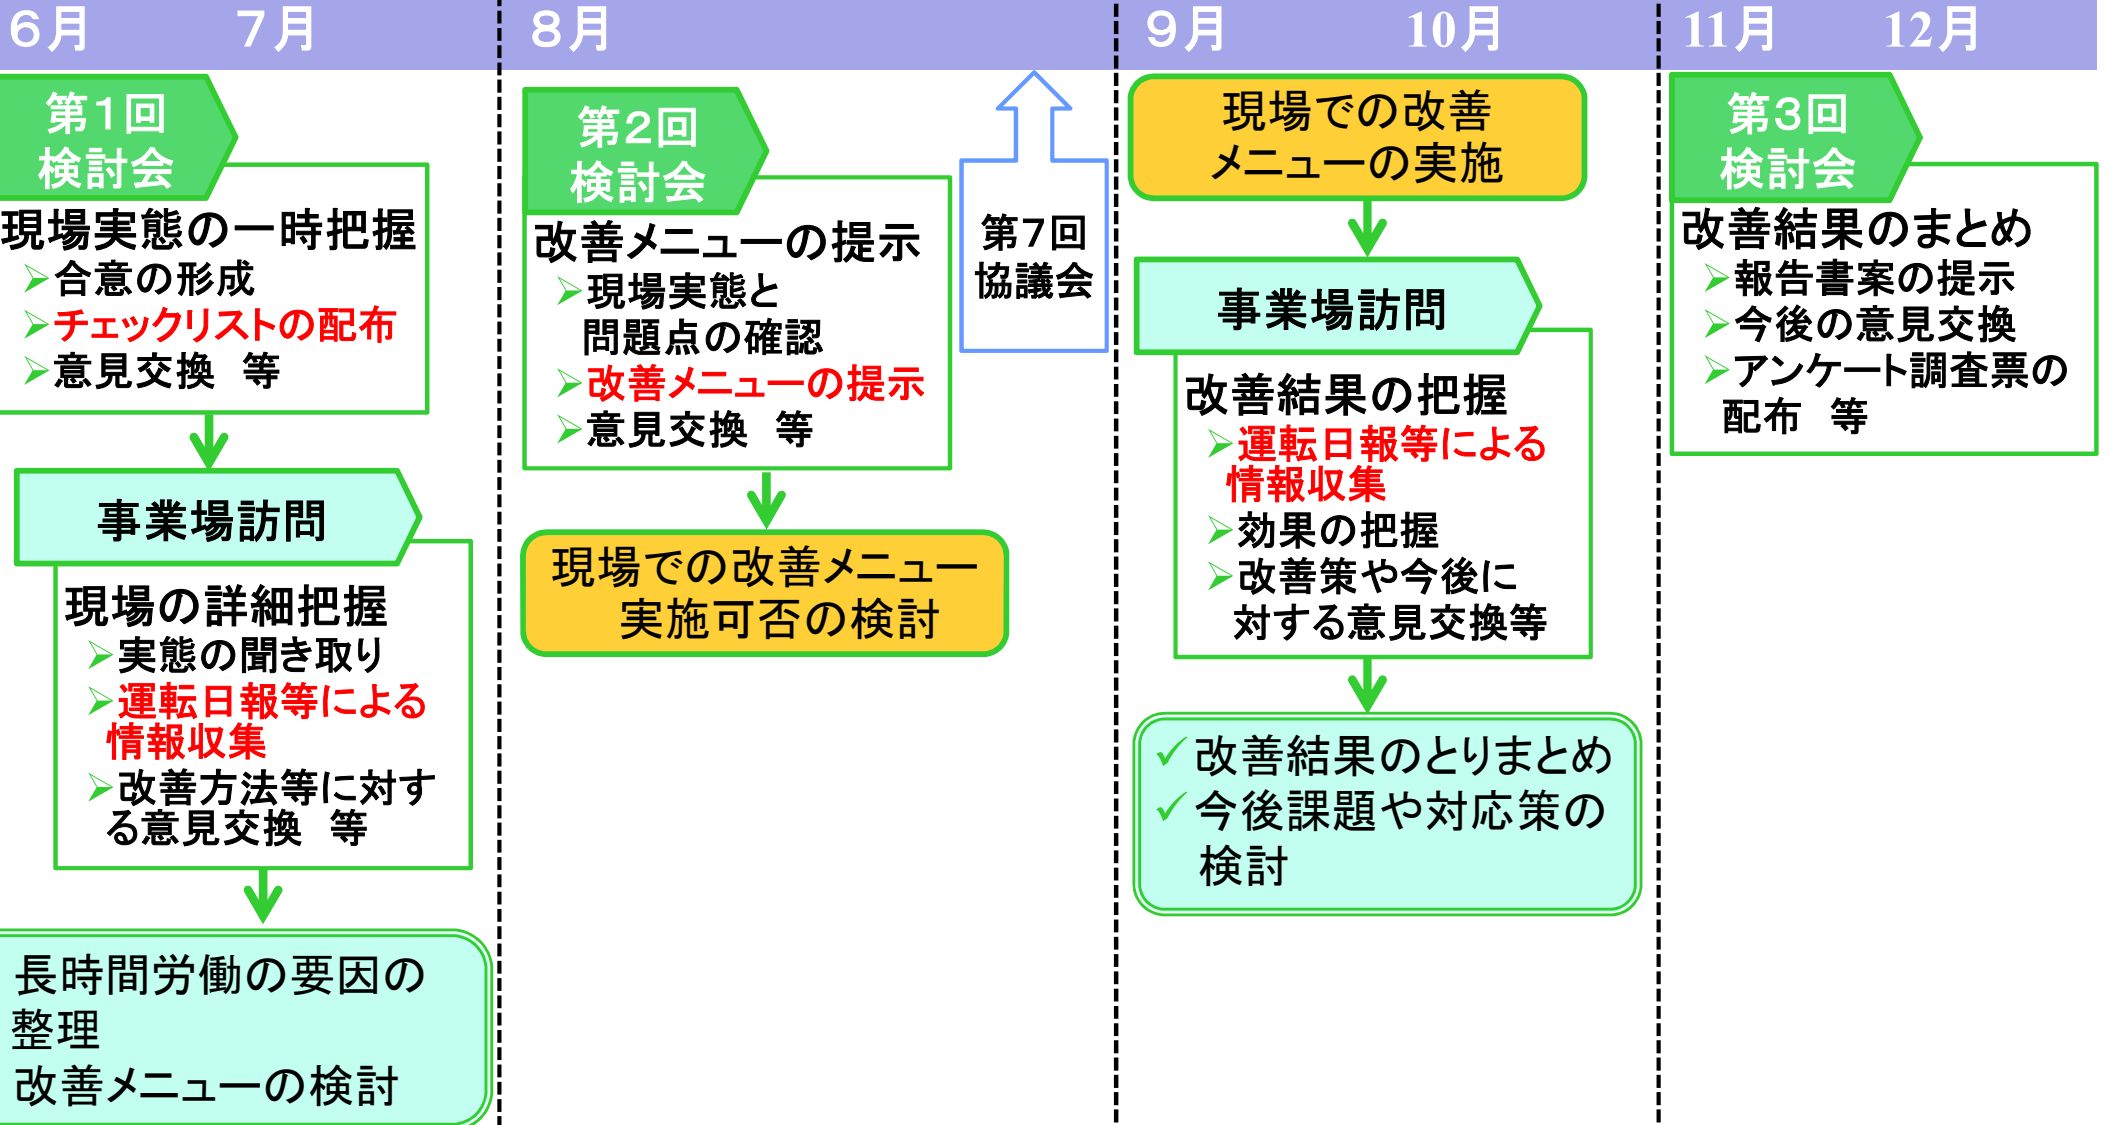 ６月 ７月 ８月 ９月 10月 11月 12月
第１回
検討会
現場実態の一時把握
合意の形成
チェックリストの配布
意見交換 等
事業場訪問
現場の詳細把握
実態の聞き取り
運転日報等による
情報収集
改善方法等に対す
る意見交換 等
長時間労働の要因の
整理
改善メニューの検討
第２回
検討会
改善メニューの提示
現場実態と
問題点の確認
改善メニューの提示
意見交換 等
現場での改善メニュー
実施可否の検討
第７回
協議会
現場での改善
メニューの実施
事業場訪問
改善結果の把握
運転日報等による
情報収集
効果の把握
改善策や今後に
対する意見交換等
改善結果のとりまとめ
今後課題や対応策の
検討
第３回
検討会
改善結果のまとめ
報告書案の提示
今後の意見交換
アンケート調査票の
配布 等